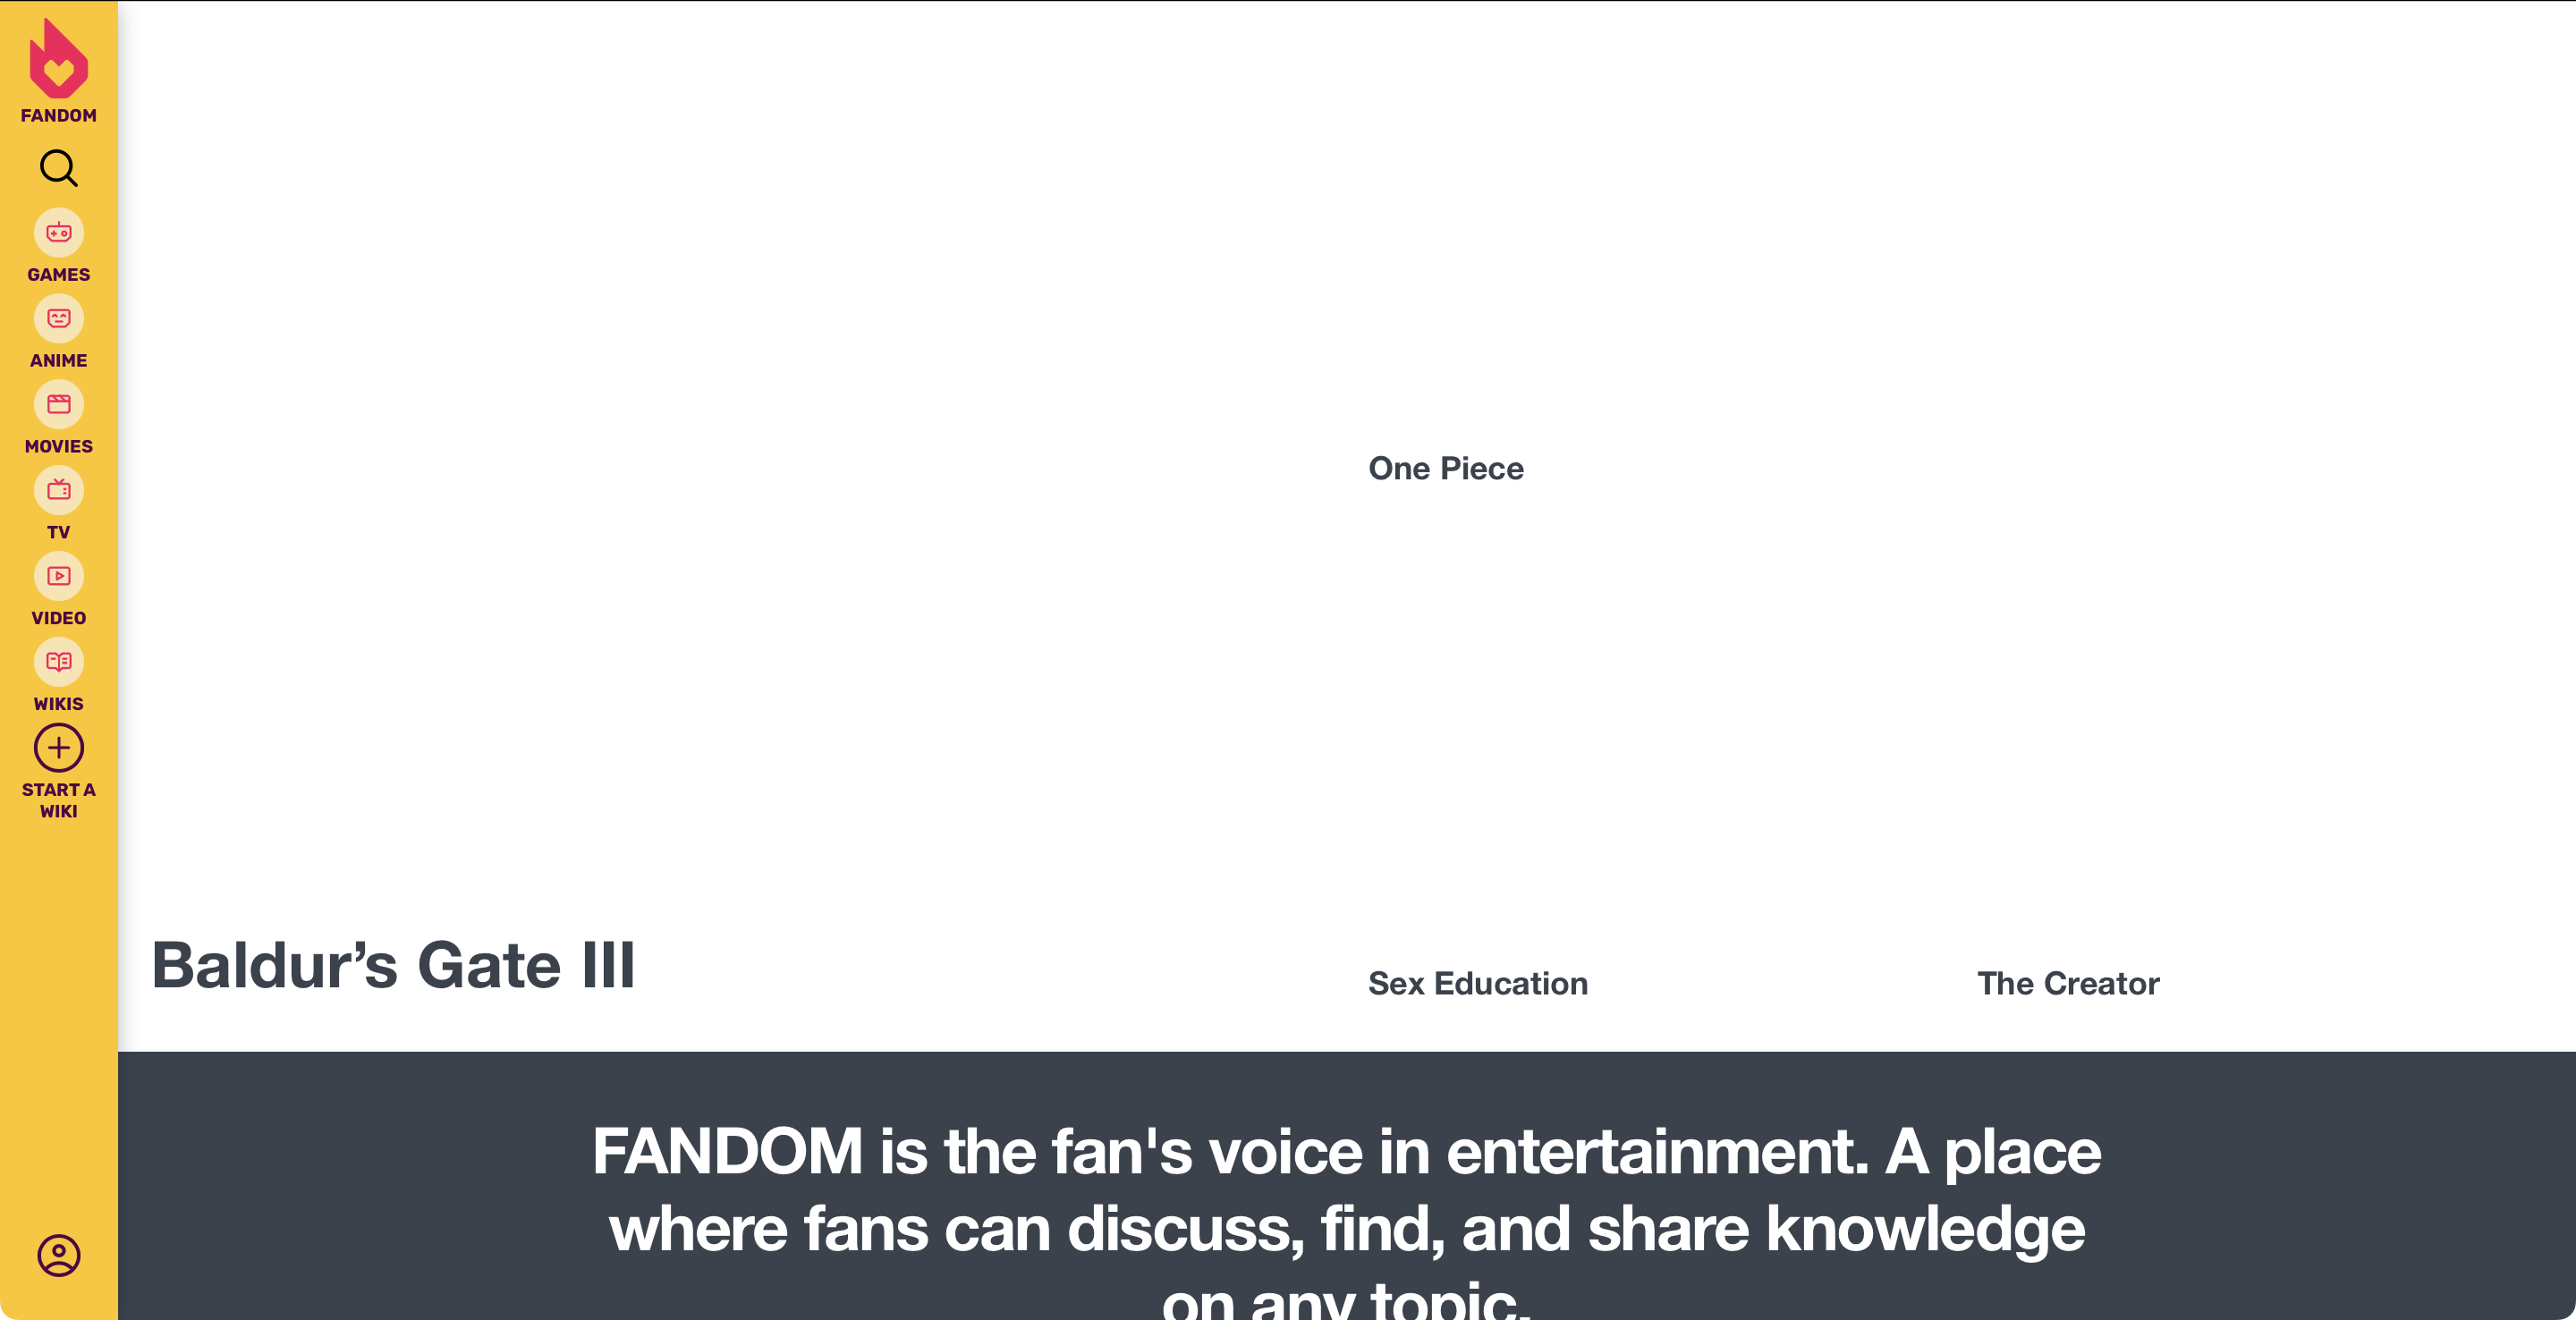 FANDOM
GAMES
ANIME
MOVIES
TV
VIDEO
WIKIS
START A
WIKI
One Piece
Baldur’s Gate III
Sex Education
The Creator
FANDOM is the fan's voice in entertainment. A place
where fans can discuss, find, and share knowledge
on any topic.